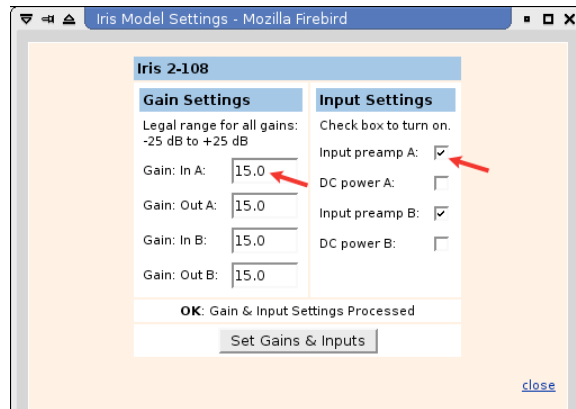 Iris Model Settings - Mozilla Firebird
Iris 2-108
Gain Settings
Legal range for all gains:
-25 dB to +25 dB
Gain: In A: 15.0
Gain: Out A: 15.0
Gain: In B: 15.0
Gain: Out B: 15.0
Input Settings
Check box to turn on.
Input preamp A:
DC power A:
Input preamp B:
DC power B:
OK: Gain & Input Settings Processed
Set Gains & Inputs
close